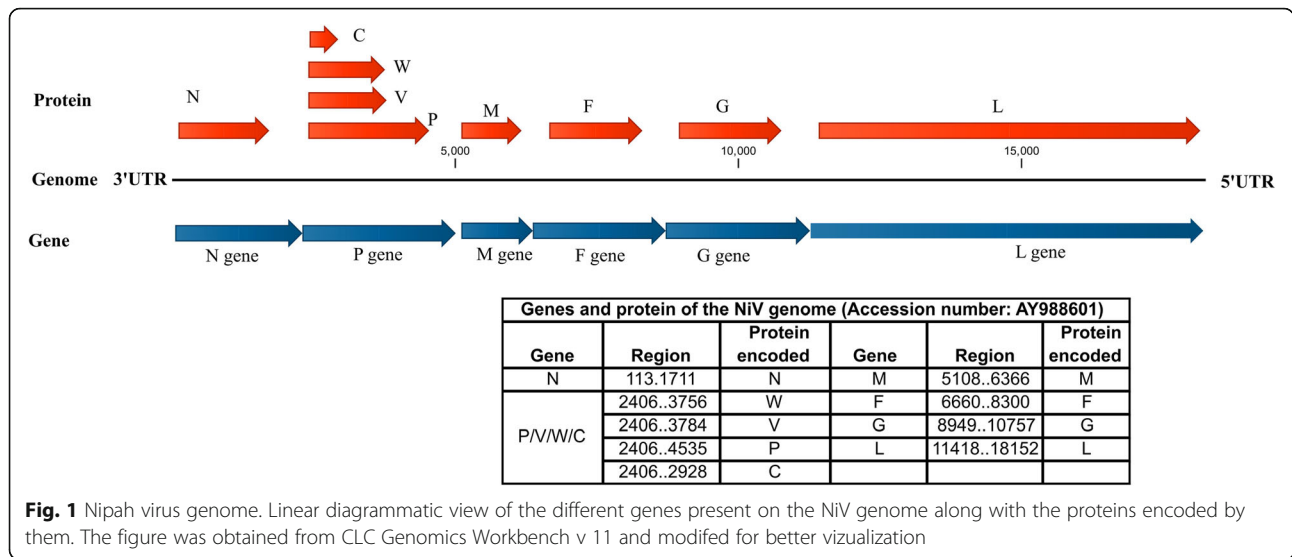 C
W
Protein N V
P M F G L
5,000 10,000 15,000
Genome 3'UTR 5'UTR
Gene
N gene P gene M gene F gene G gene L gene
Genes and protein of the NiV genome (Accession number: AY988601)
Gene Region Protein encoded Gene Region Protein encoded
N 113.1711 N M 5108..6366 M
P/V/W/C 2406..3756 W F 6660..8300 F
2406..3784 V G 8949..10757 G
2406..4535 P L 11418..18152 L
2406..2928 C
Fig. 1 Nipah virus genome. Linear diagrammatic view of the different genes present on the NiV genome along with the proteins encoded by
them. The figure was obtained from CLC Genomics Workbench v 11 and modifed for better vizualization